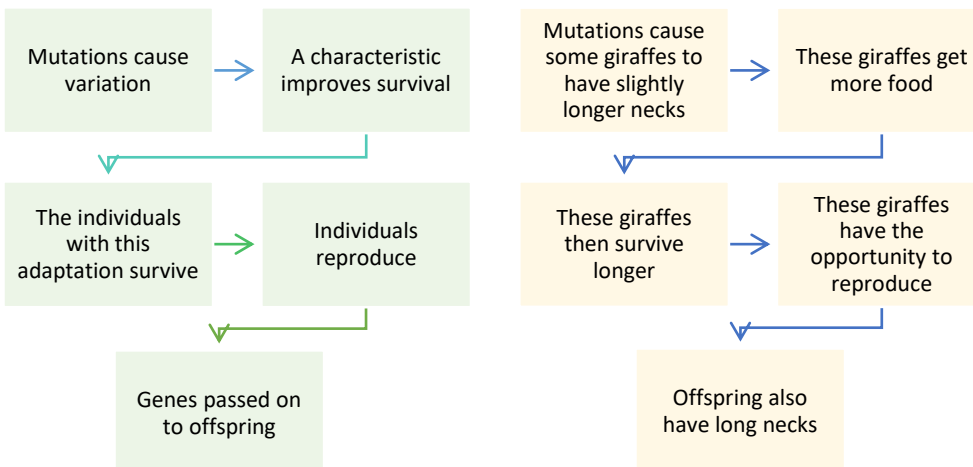 Mutations cause
variation
A characteristic
improves survival
The individuals
with this
adaptation survive
Individuals
reproduce
Genes passed on
to offspring
Mutations cause
some giraffes to
have slightly
longer necks
These giraffes get
more food
These giraffes
then survive
longer
These giraffes
have the
opportunity to
reproduce
Offspring also
have long necks